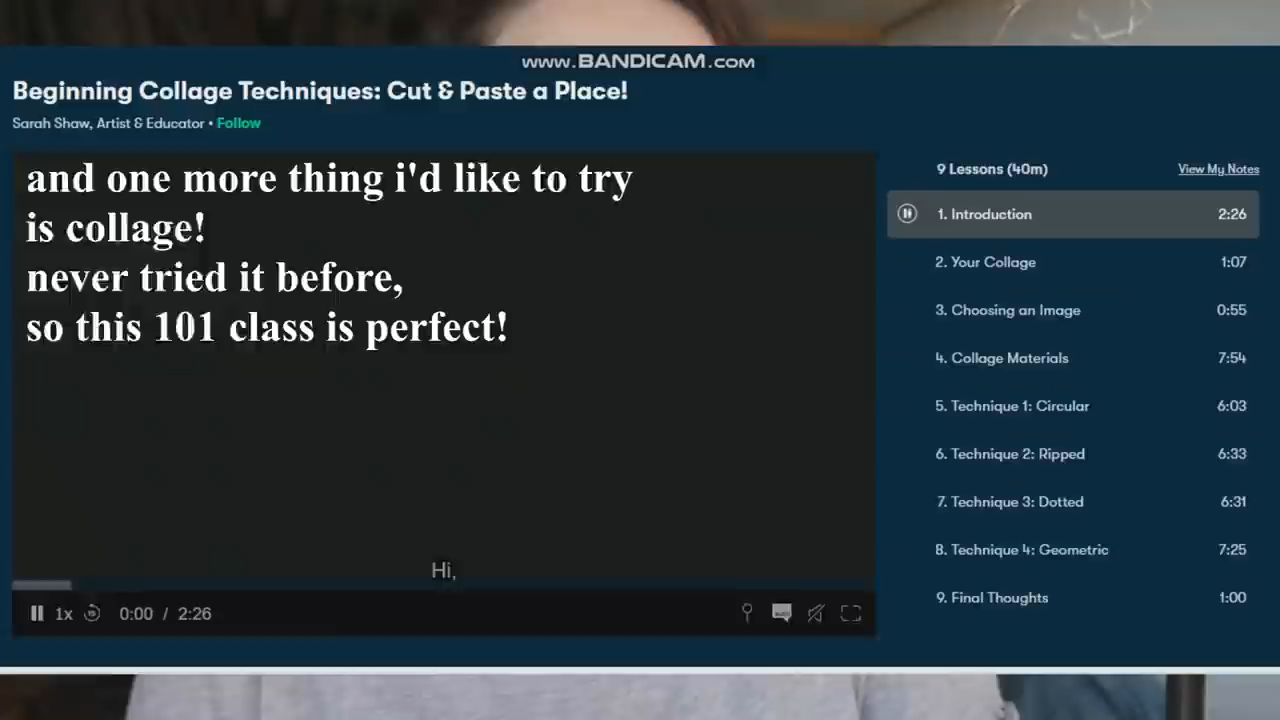 www.BANDICAM.com
Beginning Collage Techniques: Cut & Paste a Place!
Sarah Shaw, Artist & Educator • Follow
and one more thing i'd like to try
is collage!
never tried it before,
so this 101 class is perfect!
Hi,
1x 0:00 / 2:26
9 Lessons (40m) View My Notes
1. Introduction 2:26
2. Your Collage 1:07
3. Choosing an Image 0:55
4. Collage Materials 7:54
5. Technique 1: Circular 6:03
6. Technique 2: Ripped 6:33
7. Technique 3: Dotted 6:31
8. Technique 4: Geometric 7:25
9. Final Thoughts 1:00